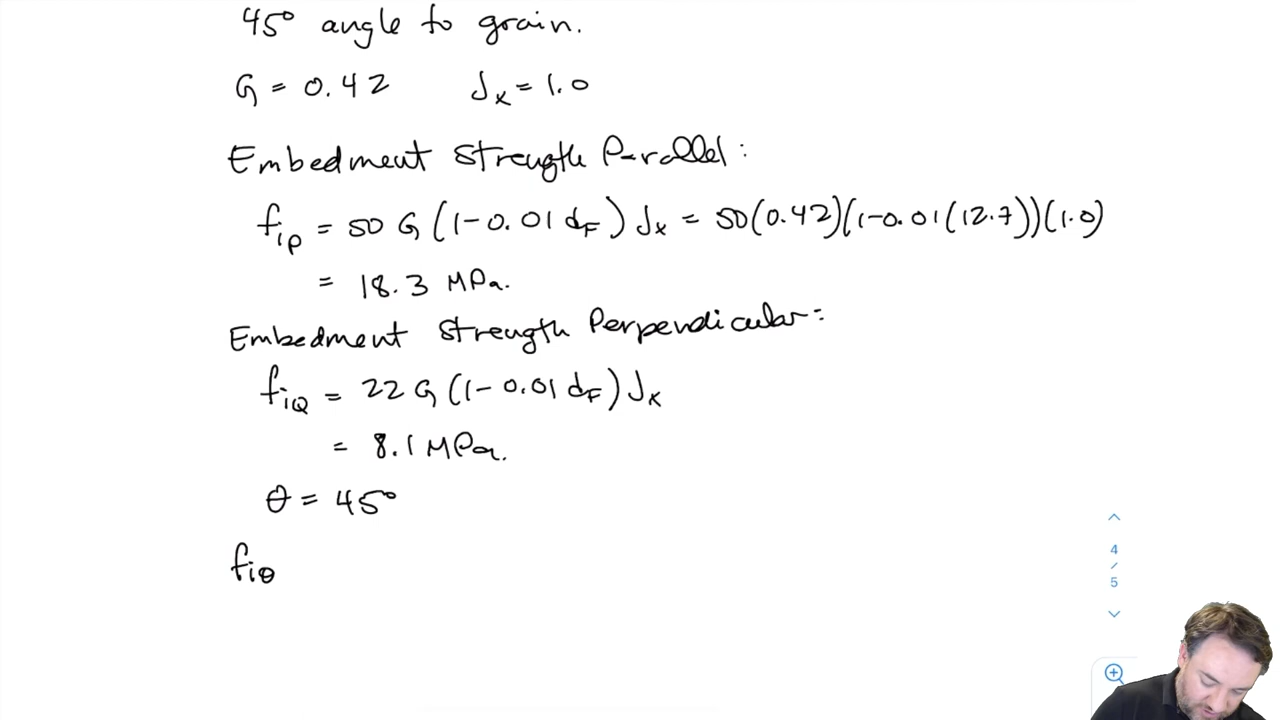 45° angle to grain.
G = 0.42 Jx = 1.0
Embedment Strength Parallel:
fiP = 50 G (1-0.01 dF) Jx = 50(0.42)(1-0.01(12.7))(1.0)
= 18.3 MPa.
Embedment Strength Perpendicular:
fiQ = 22 G (1-0.01 dF) Jx
= 8.1 MPa.
θ = 45°
fiθ
4
/
5